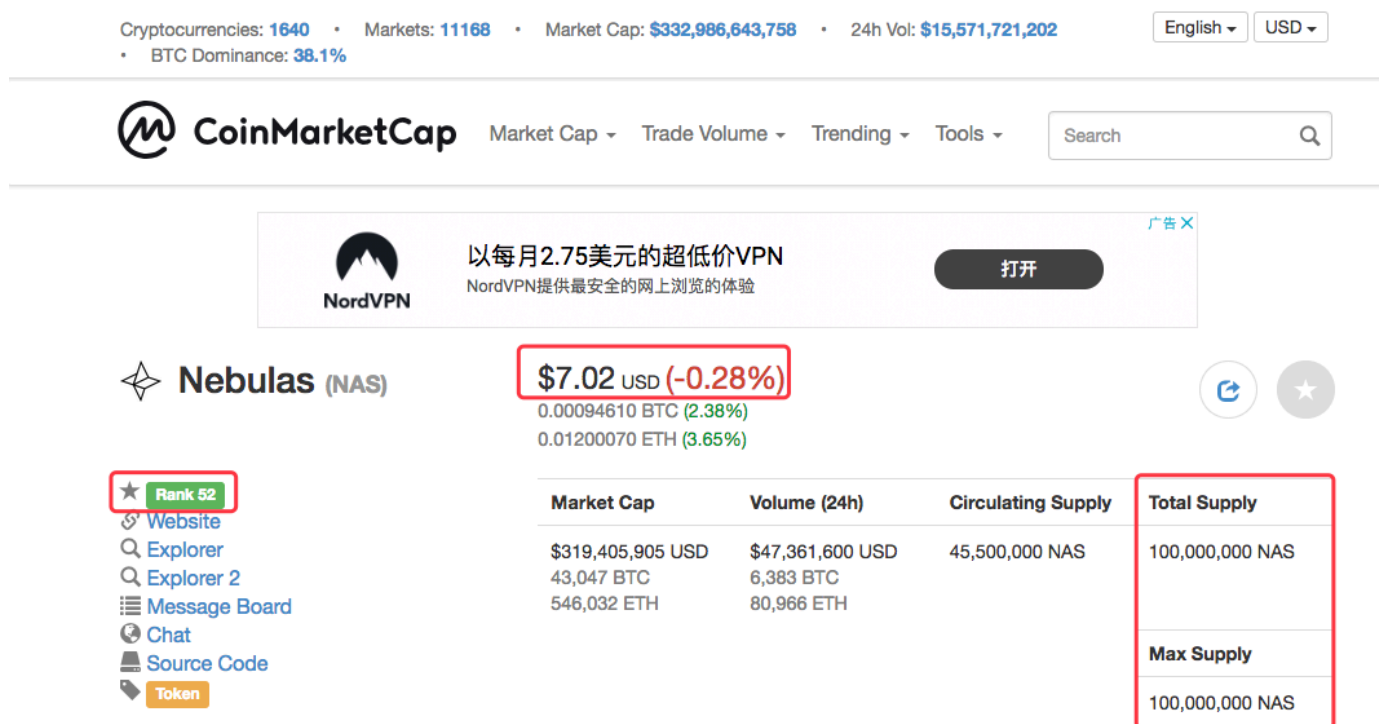 Cryptocurrencies: 1640 • Markets: 11168 • Market Cap: $332,986,643,758 • 24h Vol: $15,571,721,202
• BTC Dominance: 38.1%
English USD
CoinMarketCap Market Cap Trade Volume Trending Tools Search
广告
NordVPN
以每月2.75美元的超低价VPN
NordVPN提供最安全的网上浏览的体验
打开
Nebulas (NAS)
$7.02 USD (-0.28%)
0.00094610 BTC (2.38%)
0.01200070 ETH (3.65%)
Rank 52
Website
Explorer
Explorer 2
Message Board
Chat
Source Code
Token
Market Cap Volume (24h) Circulating Supply Total Supply
$319,405,905 USD $47,361,600 USD 45,500,000 NAS 100,000,000 NAS
43,047 BTC 6,383 BTC
546,032 ETH 80,966 ETH
Max Supply
100,000,000 NAS